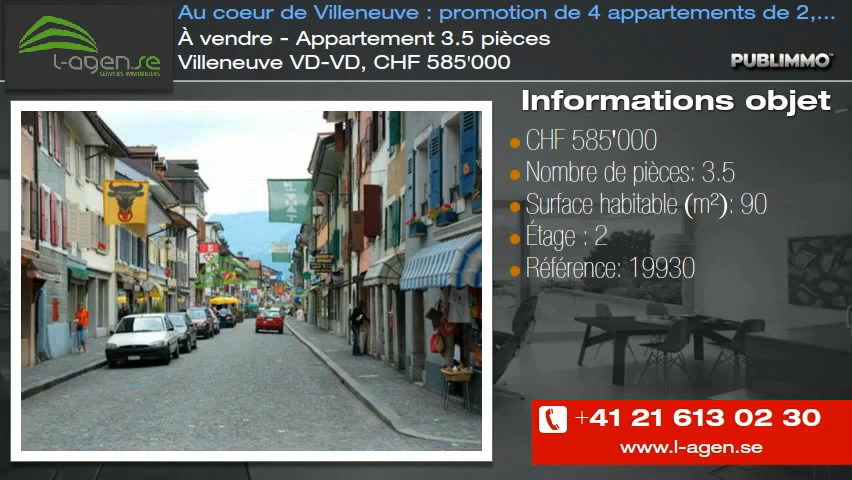 l-agen.se
SERVICES IMMOBILIERS
Au coeur de Villeneuve : promotion de 4 appartements de 2,...
À vendre - Appartement 3.5 pièces
Villeneuve VD-VD, CHF 585'000
PUBLIMMO
Informations objet
CHF 585'000
Nombre de pièces: 3.5
Surface habitable (m²): 90
Étage : 2
Référence: 19930
+41 21 613 02 30
www.l-agen.se